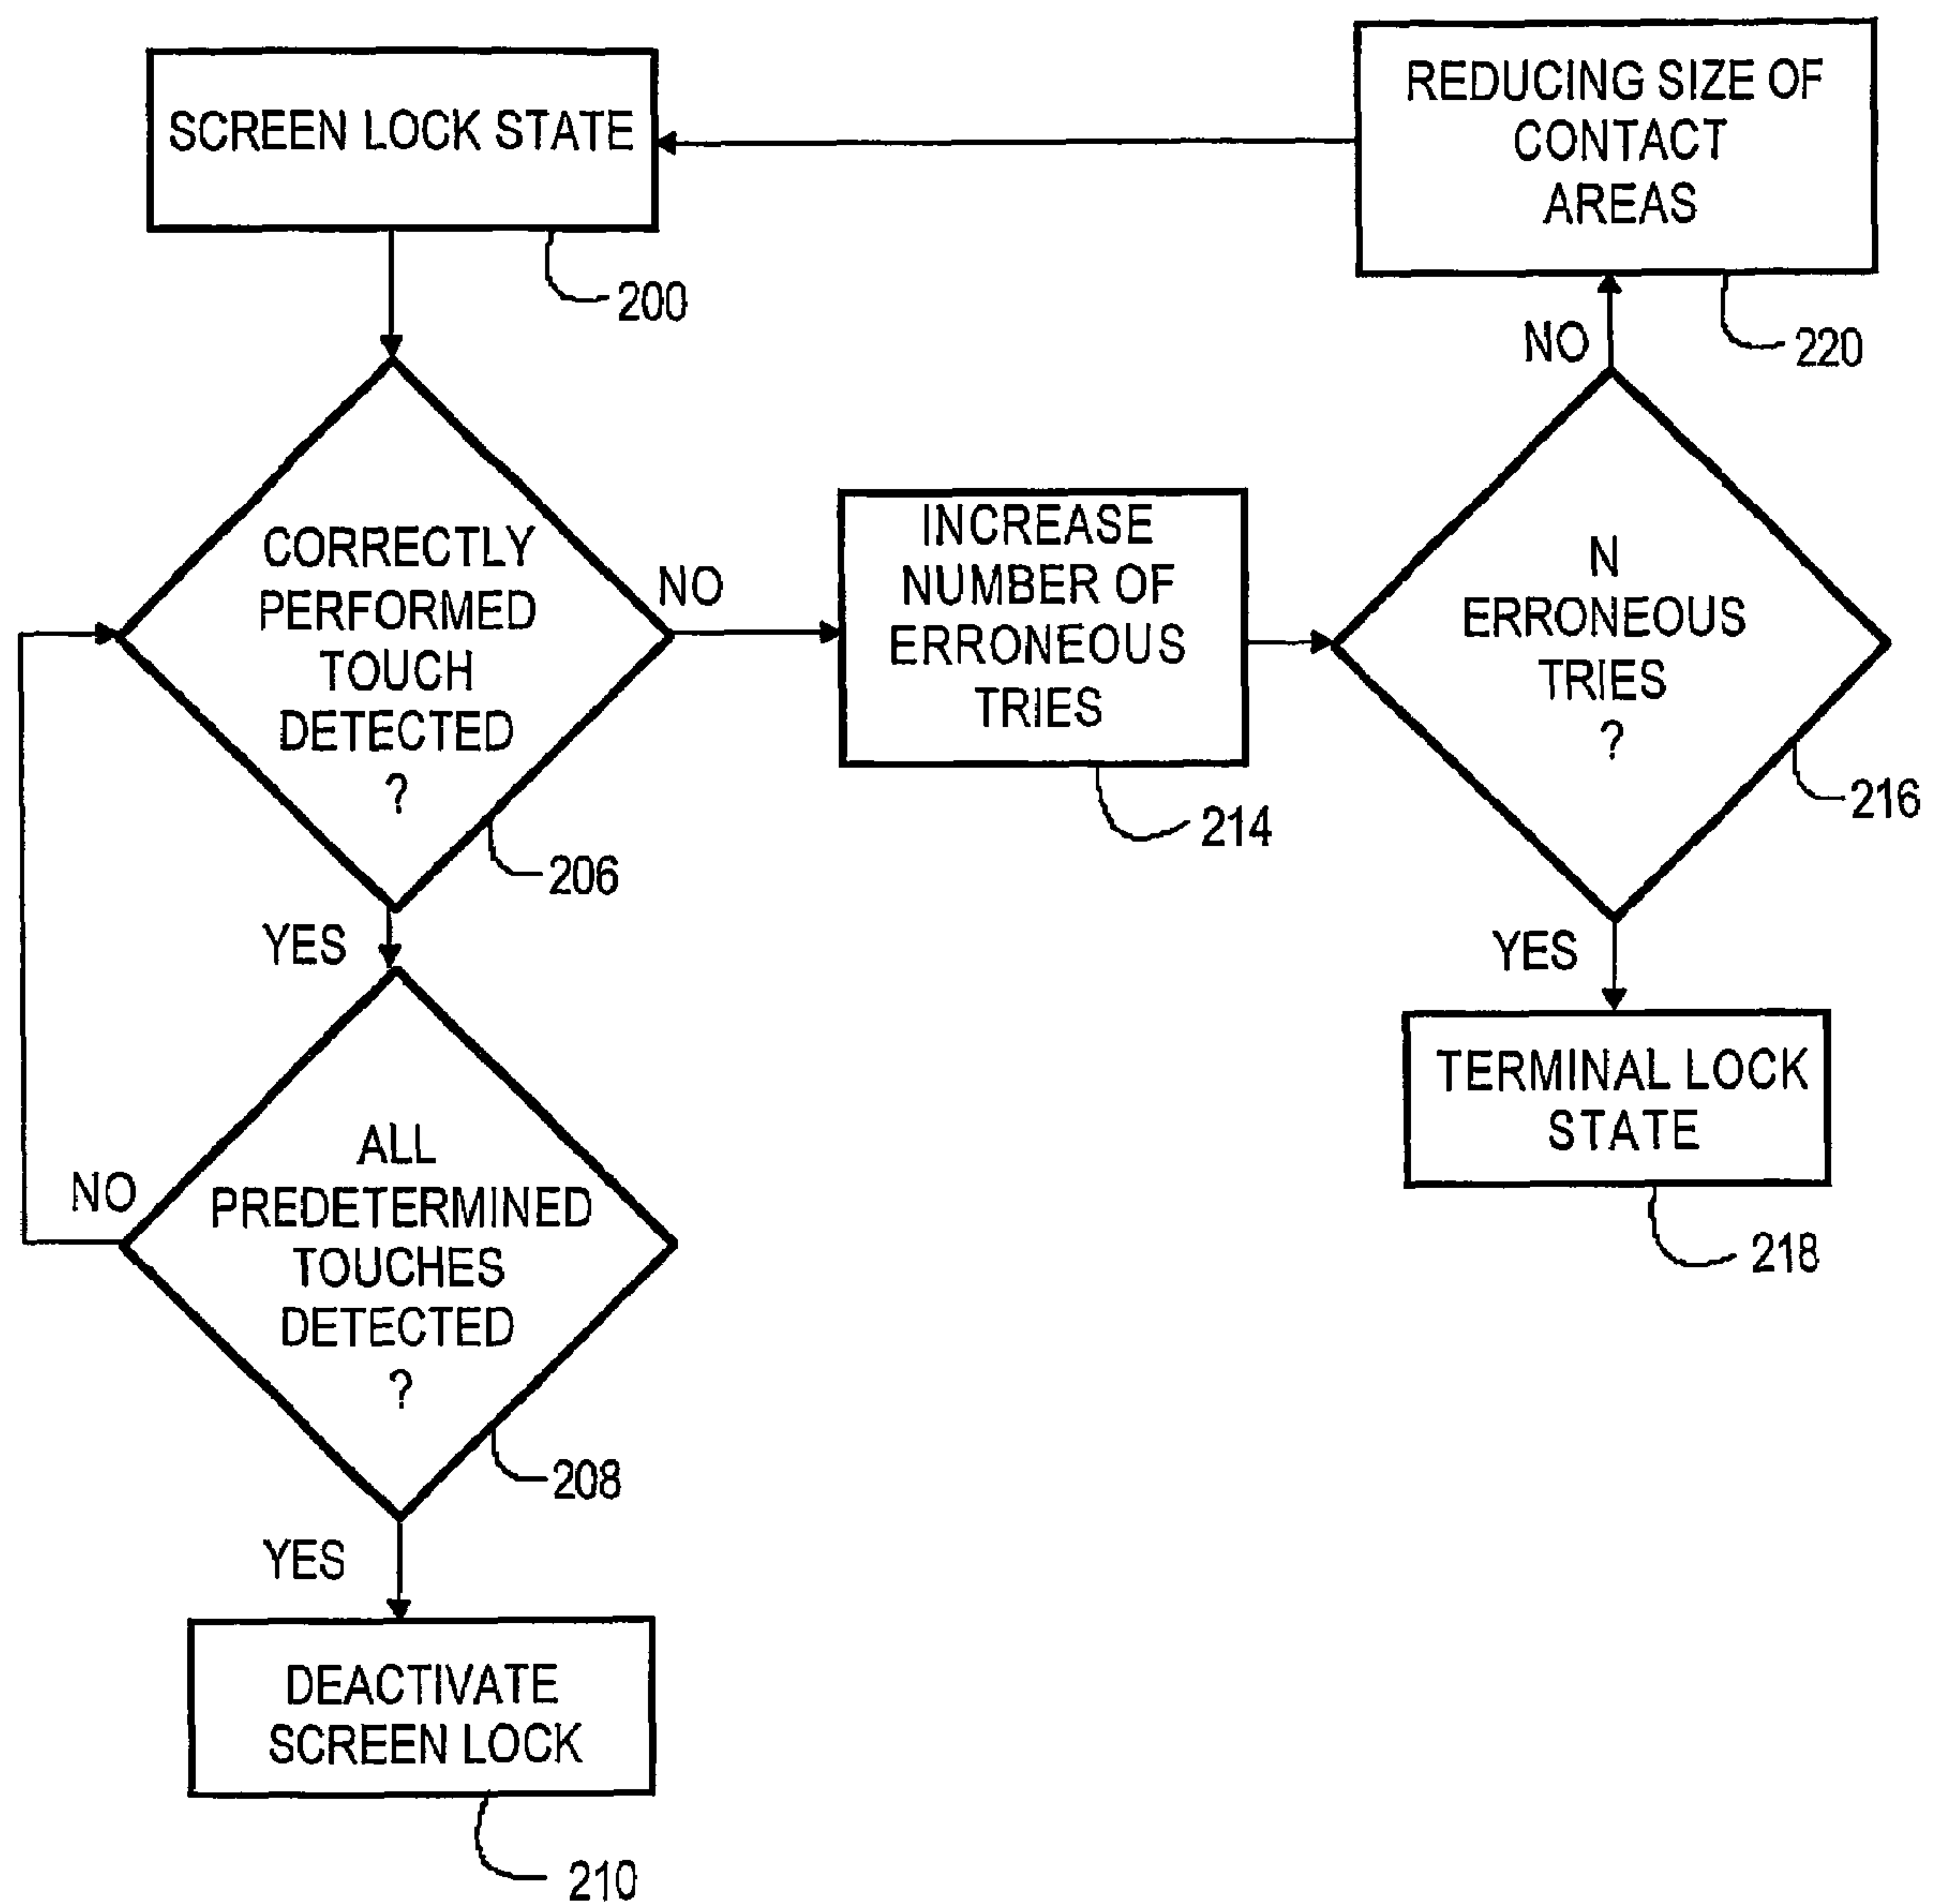 SCREEN LOCK STATE
200
REDUCING SIZE OF
CONTACT
AREAS
220
NO
CORRECTLY
PERFORMED
TOUCH
DETECTED
?
206
NO
INCREASE
NUMBER OF
ERRONEOUS
TRIES
214
N
ERRONEOUS
TRIES
?
216
YES
YES
TERMINAL LOCK
STATE
218
ALL
PREDETERMINED
TOUCHES
DETECTED
?
NO
208
YES
DEACTIVATE
SCREEN LOCK
210